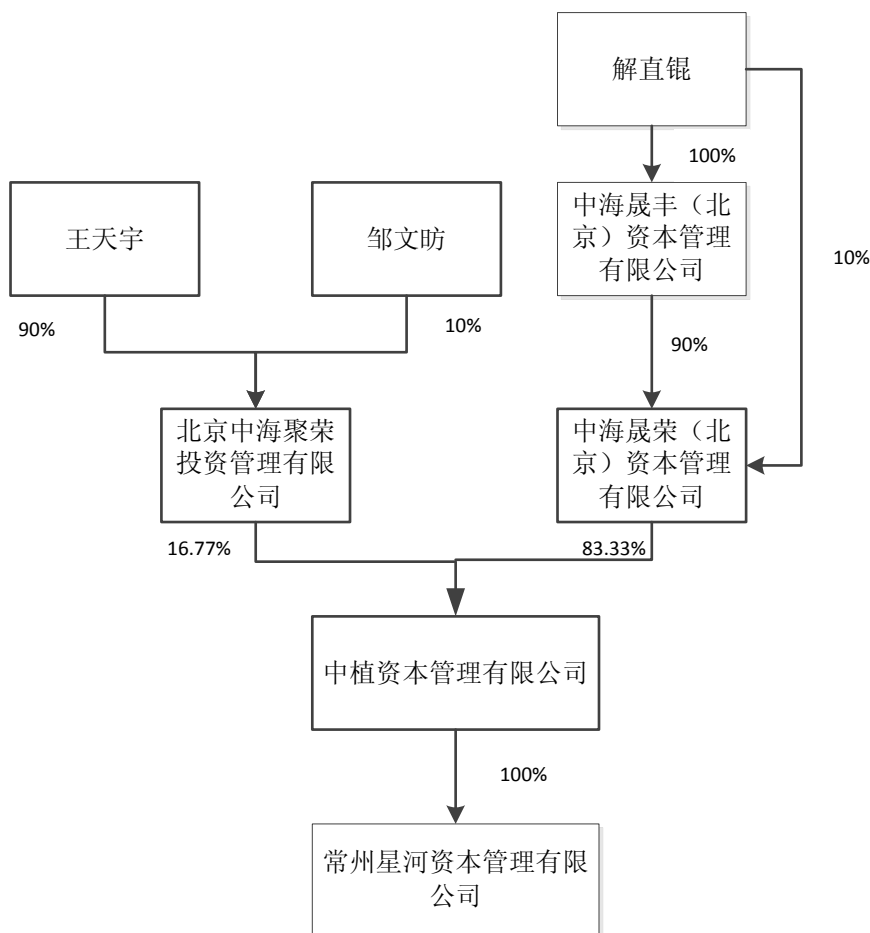 解直锟
100%
王天宇
邹文昉
中海晟丰（北
京）资本管理
有限公司
10%
90%
10%
90%
北京中海聚荣
投资管理有限
公司
中海晟荣（北
京）资本管理
有限公司
16.77%
83.33%
中植资本管理有限公司
100%
常州星河资本管理有限
公司